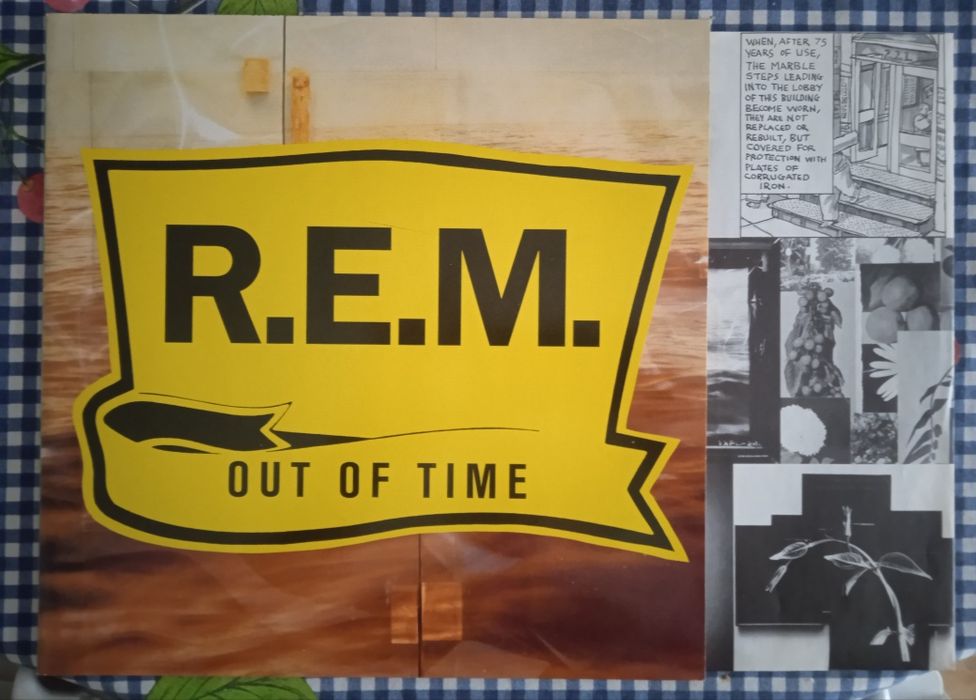 R.E.M.
OUT OF TIME
WHEN, AFTER 75
YEARS OF USE,
THE MARBLE
STEPS LEADING
INTO THE LOBBY
OF THIS BUILDING
BECOME WORN,
THEY ARE NOT
REPLACED OR
REBUILT, BUT
COVERED FOR
PROTECTION WITH
PLATES OF
CORRUGATED
IRON.